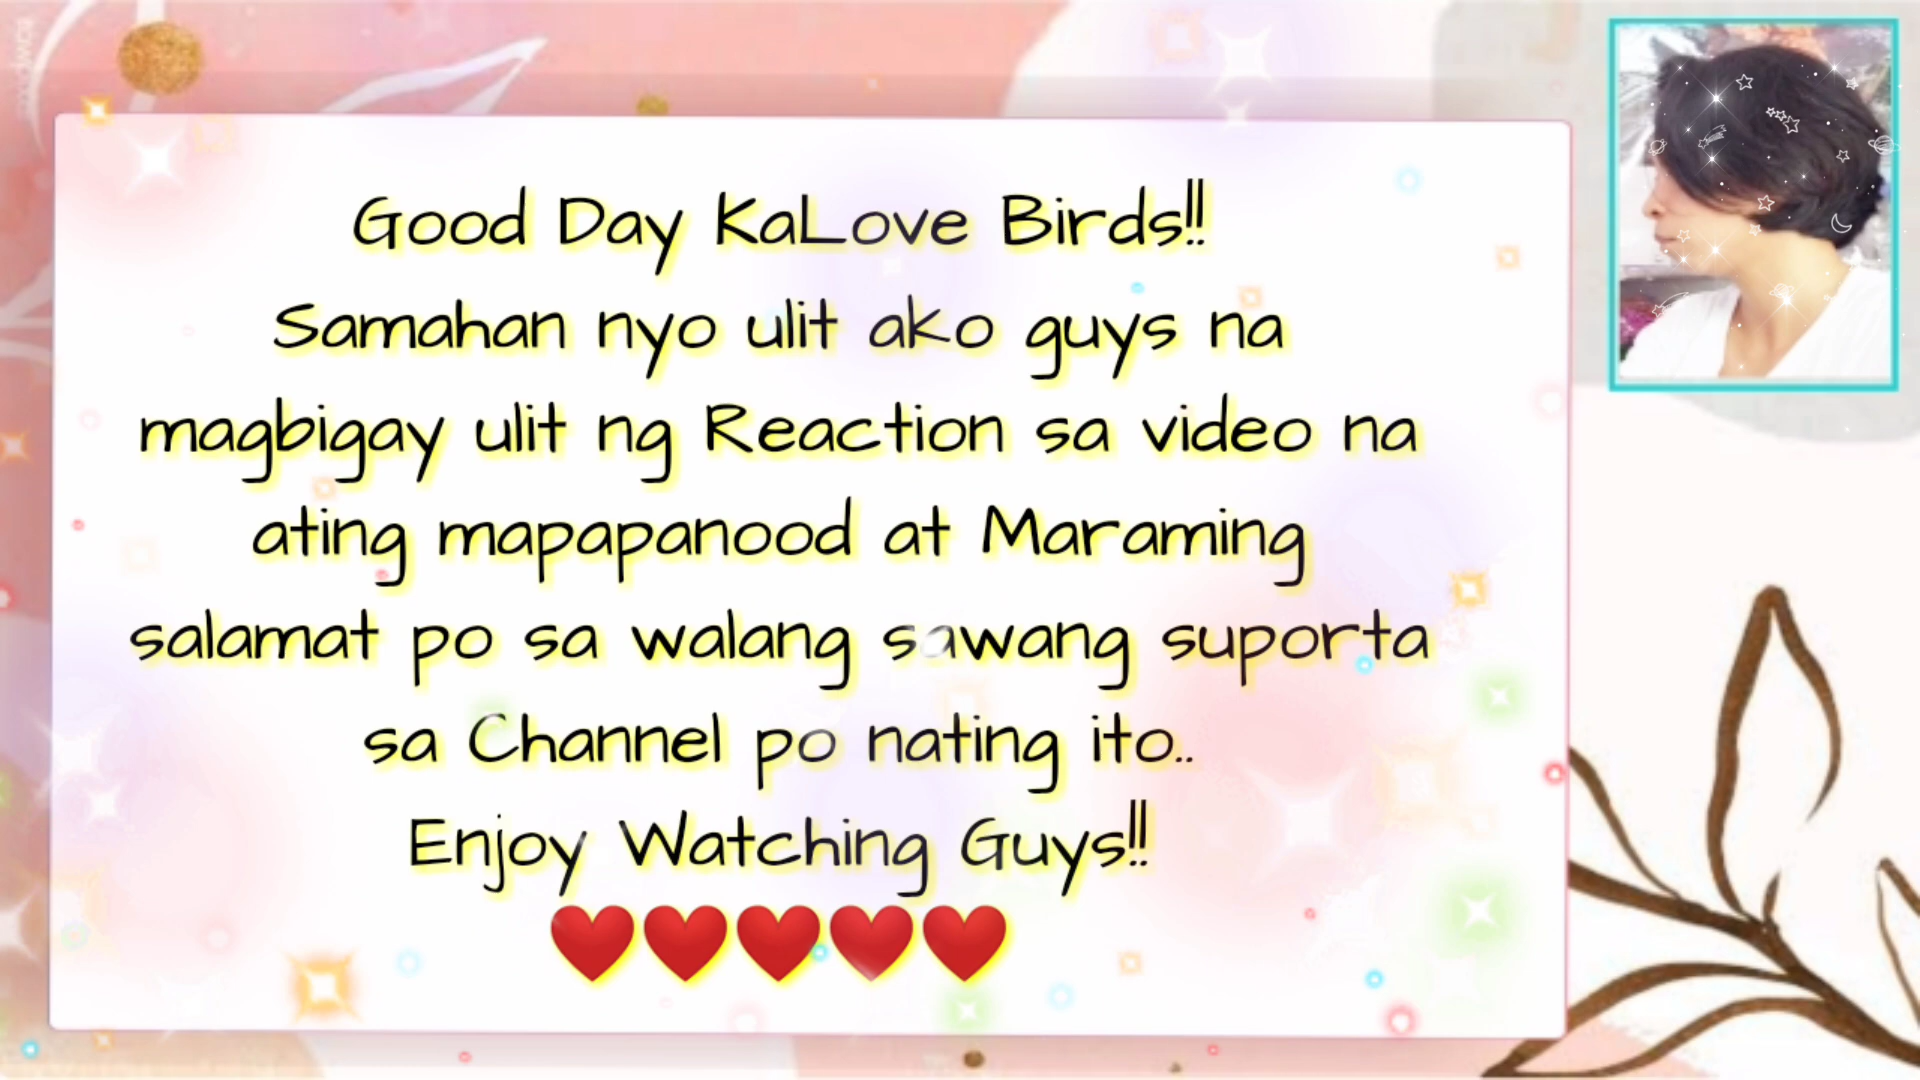 Good Day KaLove Birds!!
Samahan nyo ulit ako guys na
magbigay ulit ng Reaction sa video na
ating mapapanood at Maraming
salamat po sa walang sawang suporta
sa Channel po nating ito..
Enjoy Watching Guys!!
❤️❤️❤️❤️❤️